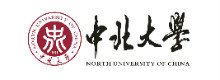 中北大學
NORTH UNIVERSITY OF CHINA